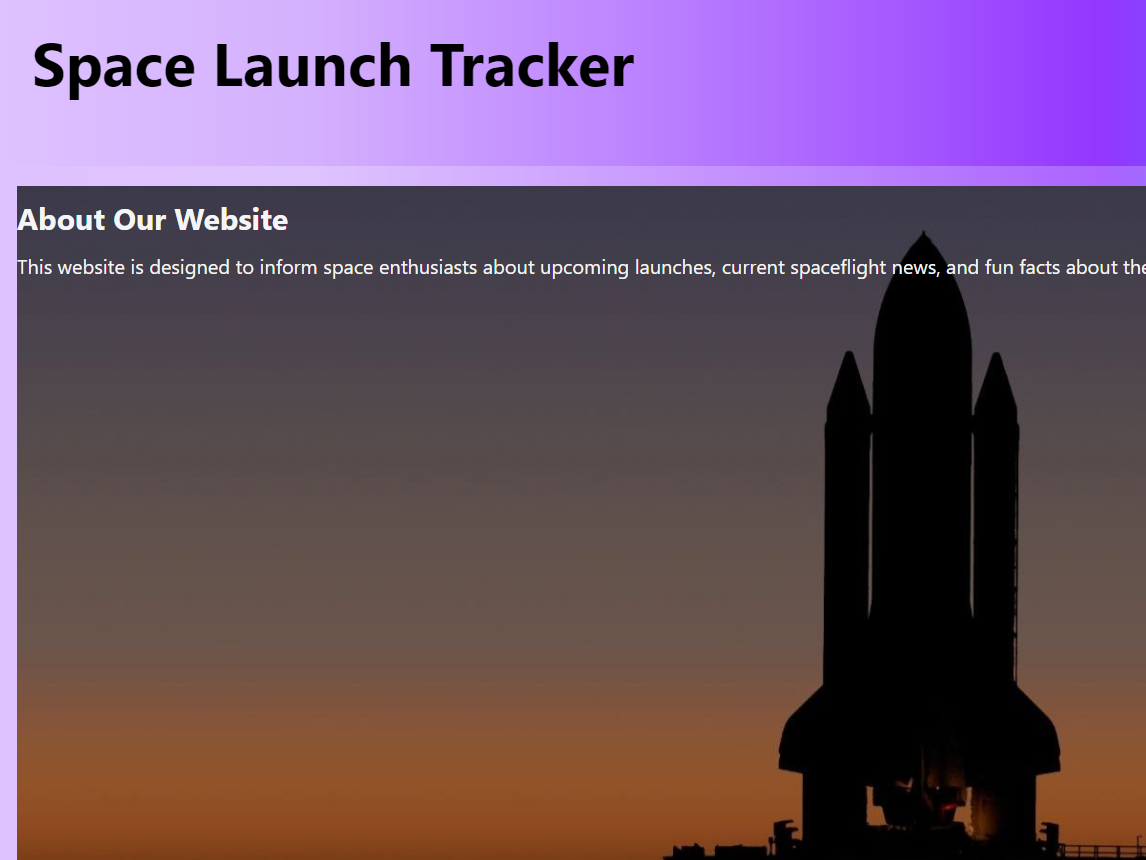 Space Launch Tracker
About Our Website
This website is designed to inform space enthusiasts about upcoming launches, current spaceflight news, and fun facts about the